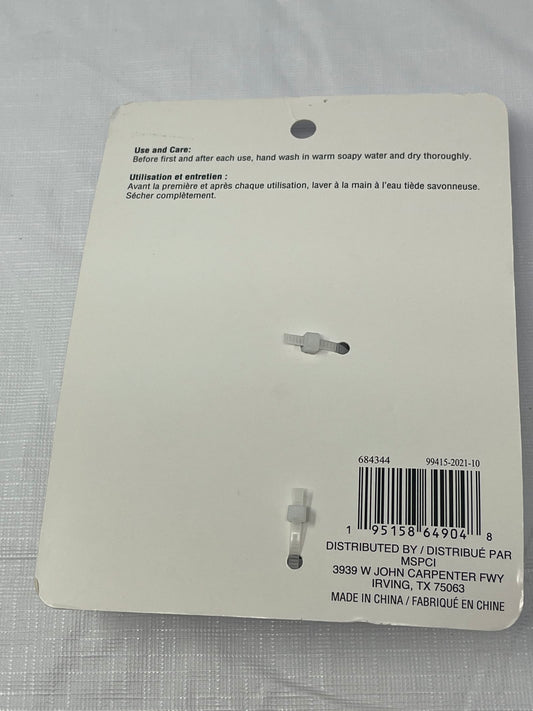 Use and Care:
Before first and after each use, hand wash in warm soapy water and dry thoroughly.
Utilisation et entretien :
Avant la première et après chaque utilisation, laver à la main à l'eau tiède savonneuse.
Sécher complètement.
684344 99415-2021-10
1 95158 64904 8
DISTRIBUTED BY / DISTRIBUÉ PAR
MSPCI
3939 W JOHN CARPENTER FWY
IRVING, TX 75063
MADE IN CHINA / FABRIQUÉ EN CHINE